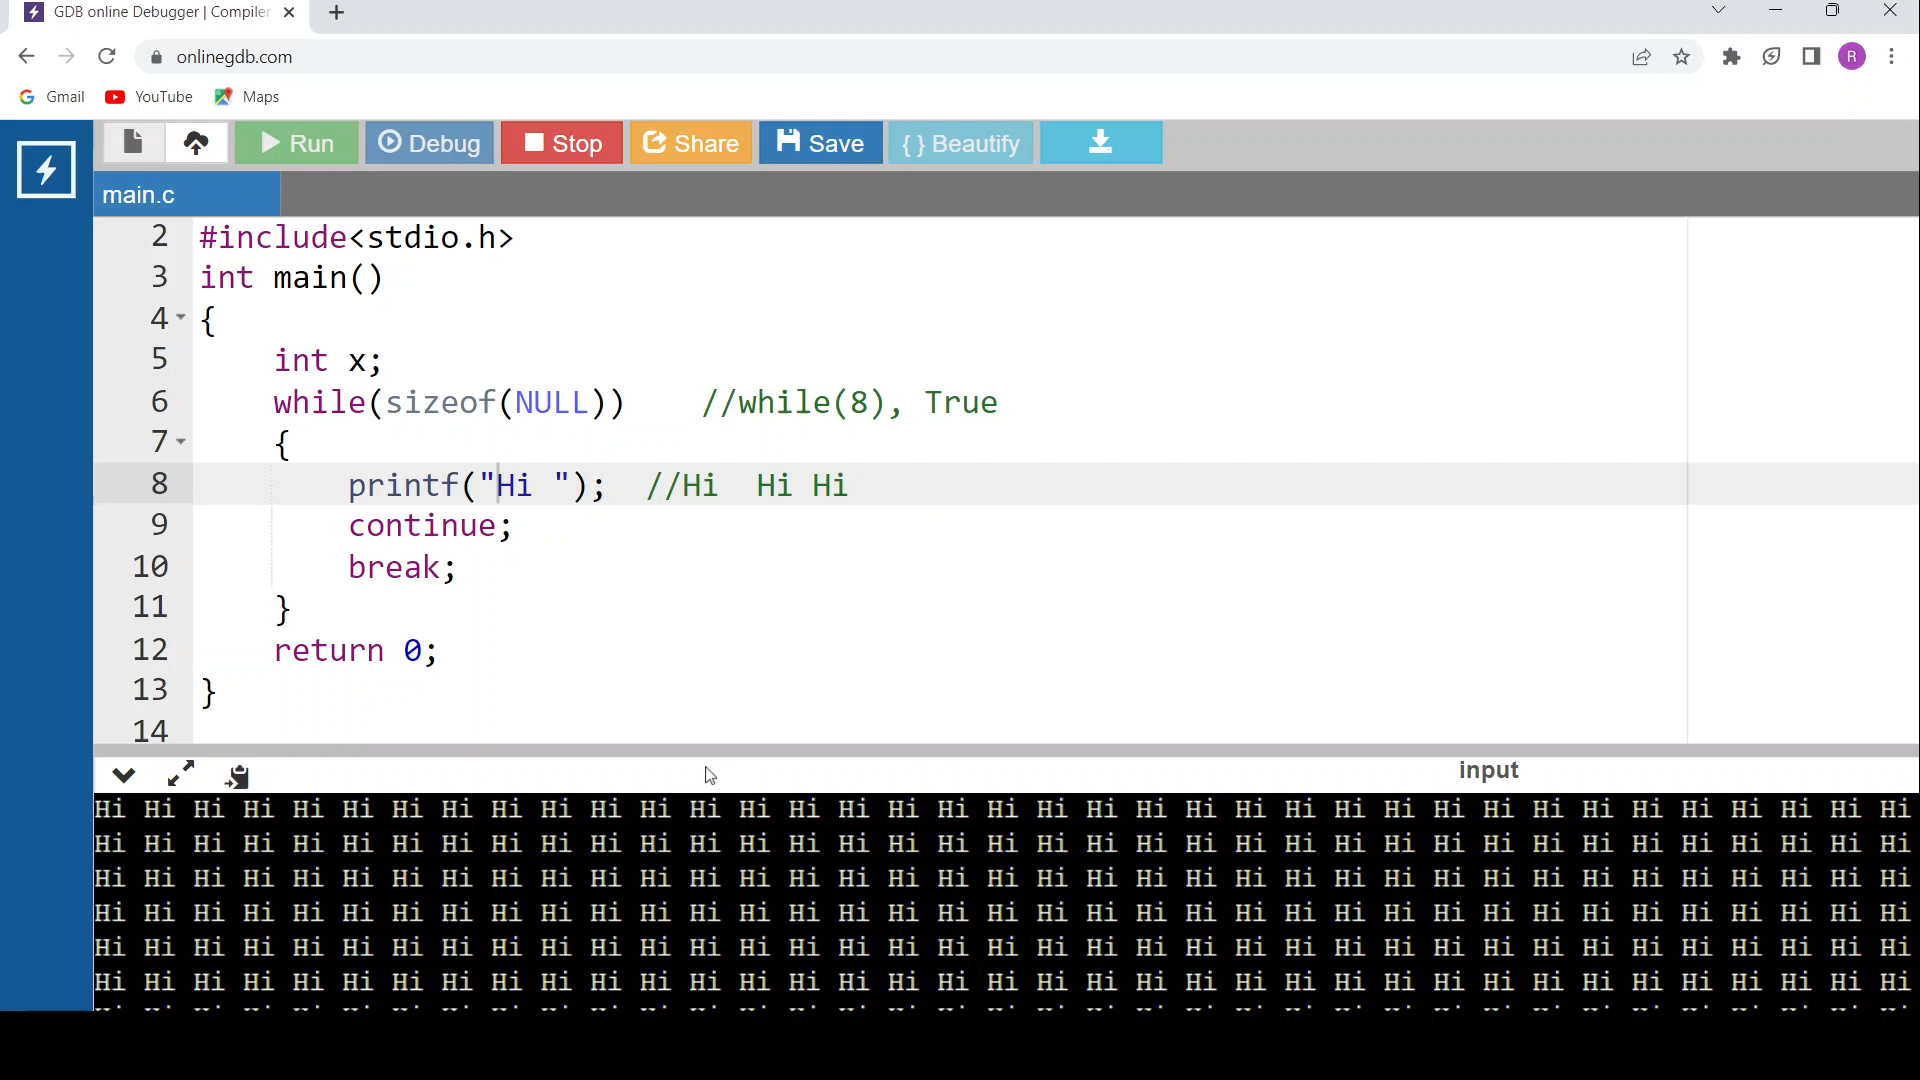 GDB online Debugger | Compiler
onlinegdb.com
R
Gmail YouTube Maps
Run Debug Stop Share Save { } Beautify
main.c
2 #include<stdio.h>
3 int main()
4 {
5 int x;
6 while(sizeof(NULL)) //while(8), True
7 {
8 printf("Hi "); //Hi Hi Hi
9 continue;
10 break;
11 }
12 return 0;
13 }
14
input
Hi Hi Hi Hi Hi Hi Hi Hi Hi Hi Hi Hi Hi Hi Hi Hi Hi Hi Hi Hi Hi Hi Hi Hi Hi Hi Hi Hi Hi Hi Hi Hi Hi Hi Hi Hi Hi
Hi Hi Hi Hi Hi Hi Hi Hi Hi Hi Hi Hi Hi Hi Hi Hi Hi Hi Hi Hi Hi Hi Hi Hi Hi Hi Hi Hi Hi Hi Hi Hi Hi Hi Hi Hi Hi
Hi Hi Hi Hi Hi Hi Hi Hi Hi Hi Hi Hi Hi Hi Hi Hi Hi Hi Hi Hi Hi Hi Hi Hi Hi Hi Hi Hi Hi Hi Hi Hi Hi Hi Hi Hi Hi
Hi Hi Hi Hi Hi Hi Hi Hi Hi Hi Hi Hi Hi Hi Hi Hi Hi Hi Hi Hi Hi Hi Hi Hi Hi Hi Hi Hi Hi Hi Hi Hi Hi Hi Hi Hi Hi
Hi Hi Hi Hi Hi Hi Hi Hi Hi Hi Hi Hi Hi Hi Hi Hi Hi Hi Hi Hi Hi Hi Hi Hi Hi Hi Hi Hi Hi Hi Hi Hi Hi Hi Hi Hi Hi
Hi Hi Hi Hi Hi Hi Hi Hi Hi Hi Hi Hi Hi Hi Hi Hi Hi Hi Hi Hi Hi Hi Hi Hi Hi Hi Hi Hi Hi Hi Hi Hi Hi Hi Hi Hi Hi